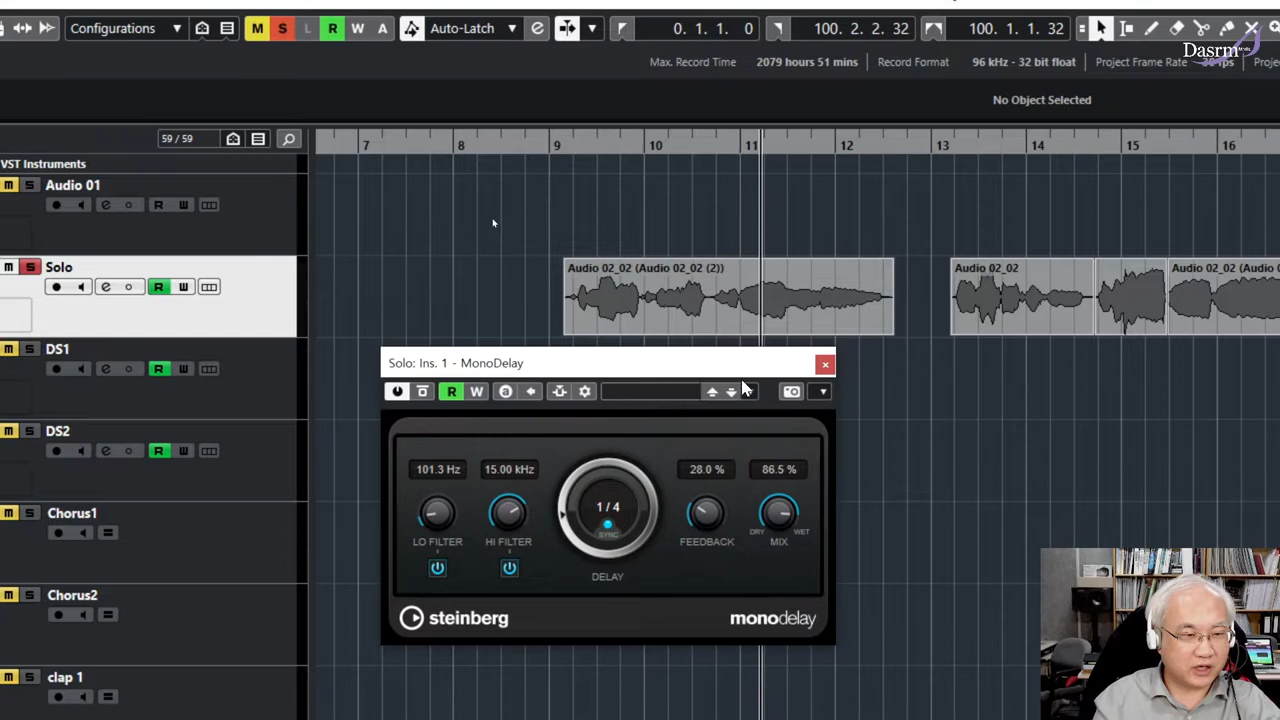 Configurations
M S L R W A
Auto-Latch
0. 1. 1. 0
100. 2. 2. 32
100. 1. 1. 32
Dasrm
Max. Record Time 2079 hours 51 mins Record Format 96 kHz - 32 bit float Project Frame Rate
No Object Selected
59 / 59
7 8 9 10 11 12 13 14 15 16
VST Instruments
M S Audio 01
R W
M S Solo
R W
Audio 02_02 (Audio 02_02 (2))
Audio 02_02
Audio 02_02 (Audio
M S DS1
R W
M S DS2
R W
M S Chorus1
M S Chorus2
M S clap 1
Solo: Ins. 1 - MonoDelay
R W
101.3 Hz 15.00 kHz 28.0 % 86.5 %
1 / 4
SYNC
DRY WET
LO FILTER HI FILTER FEEDBACK MIX
DELAY
steinberg monodelay